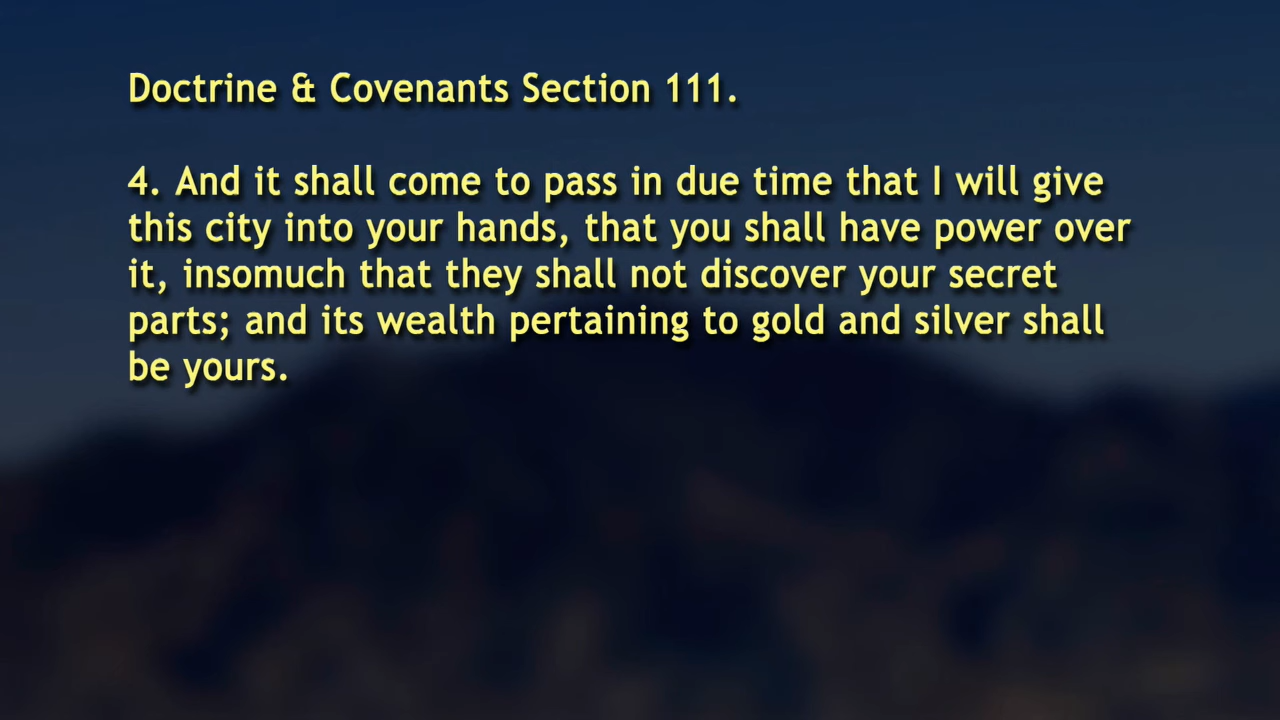 Doctrine & Covenants Section 111.
4. And it shall come to pass in due time that I will give
this city into your hands, that you shall have power over
it, insomuch that they shall not discover your secret
parts; and its wealth pertaining to gold and silver shall
be yours.